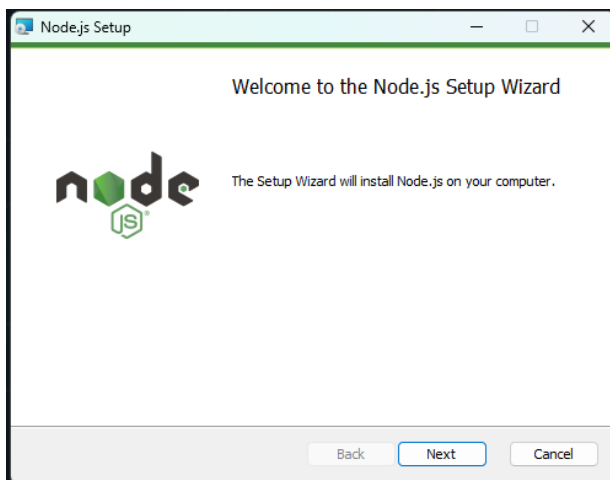 Node.js Setup
Welcome to the Node.js Setup Wizard
node
JS
The Setup Wizard will install Node.js on your computer.
Back Next Cancel